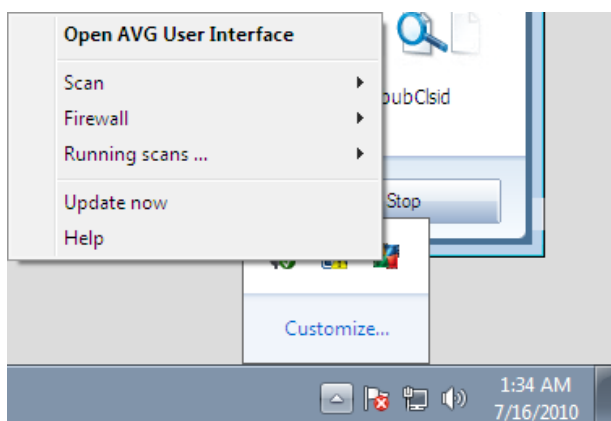 Open AVG User Interface
Scan
Firewall
Running scans ...
Update now
Help
Stop
Customize...
1:34 AM
7/16/2010